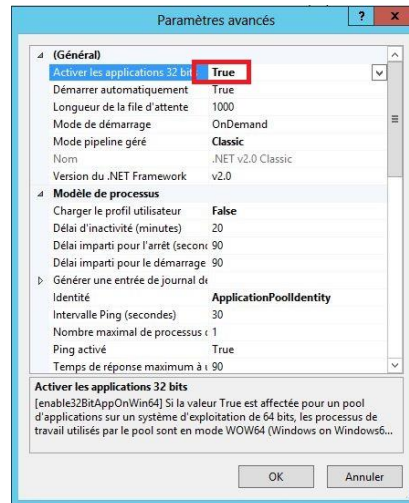 Paramètres avancés
(Général)
Activer les applications 32 bit True
Démarrer automatiquement True
Longueur de la file d'attente 1000
Mode de démarrage OnDemand
Mode pipeline géré Classic
Nom .NET v2.0 Classic
Version du .NET Framework v2.0
Modèle de processus
Charger le profil utilisateur False
Délai d'inactivité (minutes) 20
Délai imparti pour l'arrêt (second 90
Délai imparti pour le démarrage 90
Générer une entrée de journal de
Identité ApplicationPoolIdentity
Intervalle Ping (secondes) 30
Nombre maximal de processus d 1
Ping activé True
Temps de réponse maximum à u 90
Activer les applications 32 bits
[enable32BitAppOnWin64] Si la valeur True est affectée pour un pool
d'applications sur un système d'exploitation de 64 bits, les processus de
travail utilisés par le pool sont en mode WOW64 (Windows on Windows6...
OK Annuler